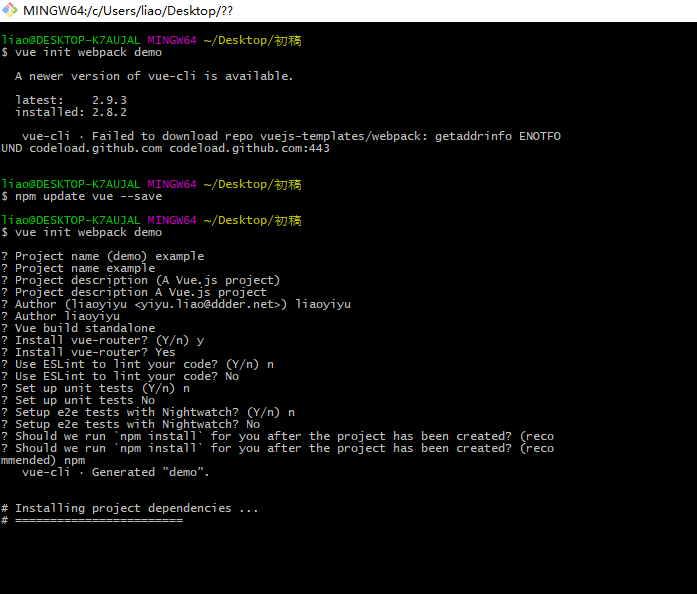 MINGW64:/c/Users/liao/Desktop/??
liao@DESKTOP-K7AUJAL MINGW64 ~/Desktop/初稿
$ vue init webpack demo
A newer version of vue-cli is available.
latest:    2.9.3
installed: 2.8.2
vue-cli · Failed to download repo vuejs-templates/webpack: getaddrinfo ENOTFO
UND codeload.github.com codeload.github.com:443
liao@DESKTOP-K7AUJAL MINGW64 ~/Desktop/初稿
$ npm update vue --save
liao@DESKTOP-K7AUJAL MINGW64 ~/Desktop/初稿
$ vue init webpack demo
? Project name (demo) example
? Project name example
? Project description (A Vue.js project)
? Project description A Vue.js project
? Author (liaoyiyu <yiyu.liao@ddder.net>) liaoyiyu
? Author liaoyiyu
? Vue build standalone
? Install vue-router? (Y/n) y
? Install vue-router? Yes
? Use ESLint to lint your code? (Y/n) n
? Use ESLint to lint your code? No
? Set up unit tests (Y/n) n
? Set up unit tests No
? Setup e2e tests with Nightwatch? (Y/n) n
? Setup e2e tests with Nightwatch? No
? Should we run `npm install` for you after the project has been created? (reco
? Should we run `npm install` for you after the project has been created? (reco
mmended) npm
vue-cli · Generated "demo".
# Installing project dependencies ...
# ========================